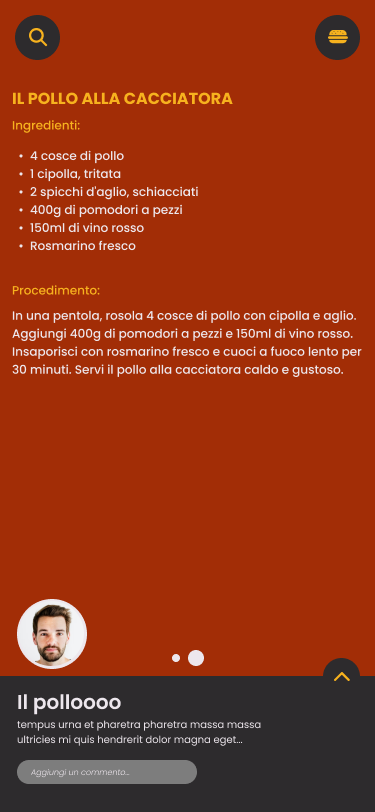 IL POLLO ALLA CACCIATORA
Ingredienti:
• 4 cosce di pollo
• 1 cipolla, tritata
• 2 spicchi d'aglio, schiacciati
• 400g di pomodori a pezzi
• 150ml di vino rosso
• Rosmarino fresco
Procedimento:
In una pentola, rosola 4 cosce di pollo con cipolla e aglio.
Aggiungi 400g di pomodori a pezzi e 150ml di vino rosso.
Insaporisci con rosmarino fresco e cuoci a fuoco lento per
30 minuti. Servi il pollo alla cacciatora caldo e gustoso.
Il polloooo
tempus urna et pharetra pharetra massa massa
ultricies mi quis hendrerit dolor magna eget...
Aggiungi un commento...